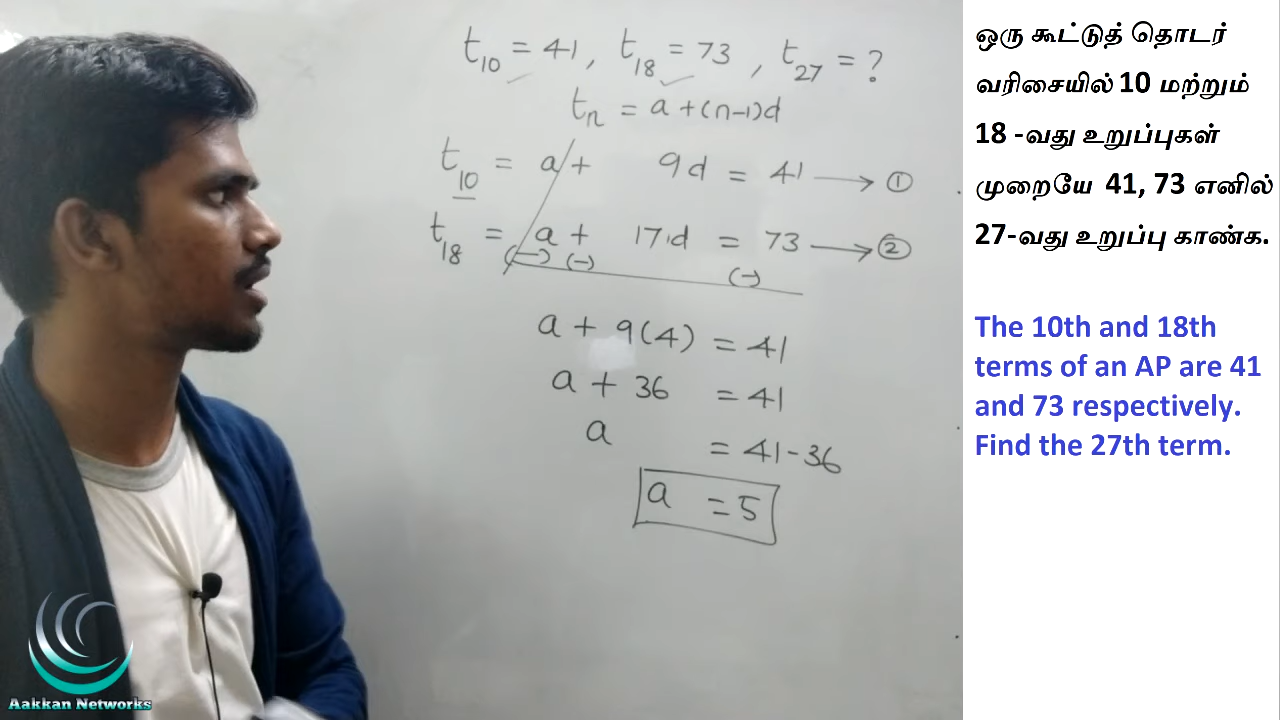 t10 = 41, t18 = 73, t27 = ?
tn = a + (n-1)d
t10 = a + 9d = 41 → ①
t18 = a + 17d = 73 → ②
(-) (-) (-)
a + 9(4) = 41
a + 36 = 41
a = 41-36
a = 5
ஒரு கூட்டுத் தொடர்
வரிசையில் 10 மற்றும்
18 -வது உறுப்புகள்
முறையே 41, 73 எனில்
27-வது உறுப்பு காண்க.
The 10th and 18th
terms of an AP are 41
and 73 respectively.
Find the 27th term.
Aakkan Networks